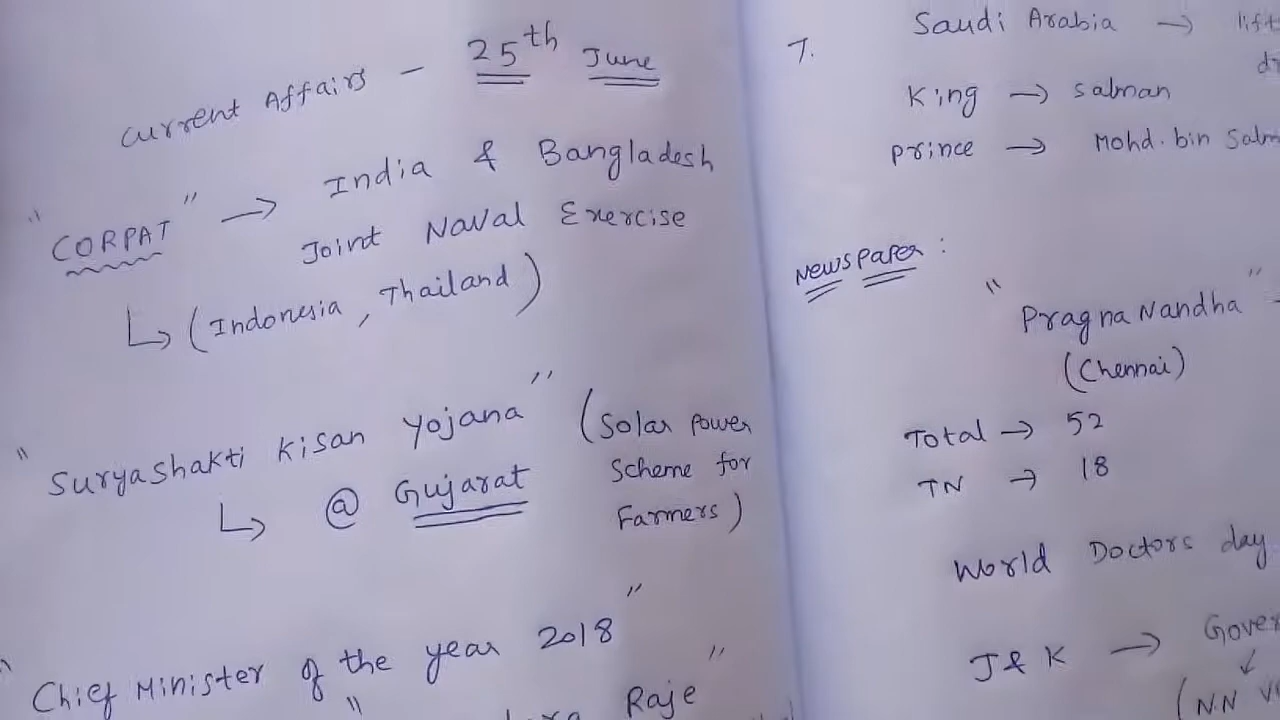 Current Affairs - 25th June
"CORPAT" → India & Bangladesh
Joint Naval Exercise
↳ (Indonesia, Thailand)
"Suryashakti Kisan Yojana" (Solar Power
↳ @ Gujarat Scheme for
Farmers)
"Chief Minister of the year 2018"
" Raje "
7. Saudi Arabia →
King → Salman
Prince → Mohd. bin
Newspaper :
"PragnaNandha"
(Chennai)
Total → 52
TN → 18
World Doctors day
J & K →
(N.N